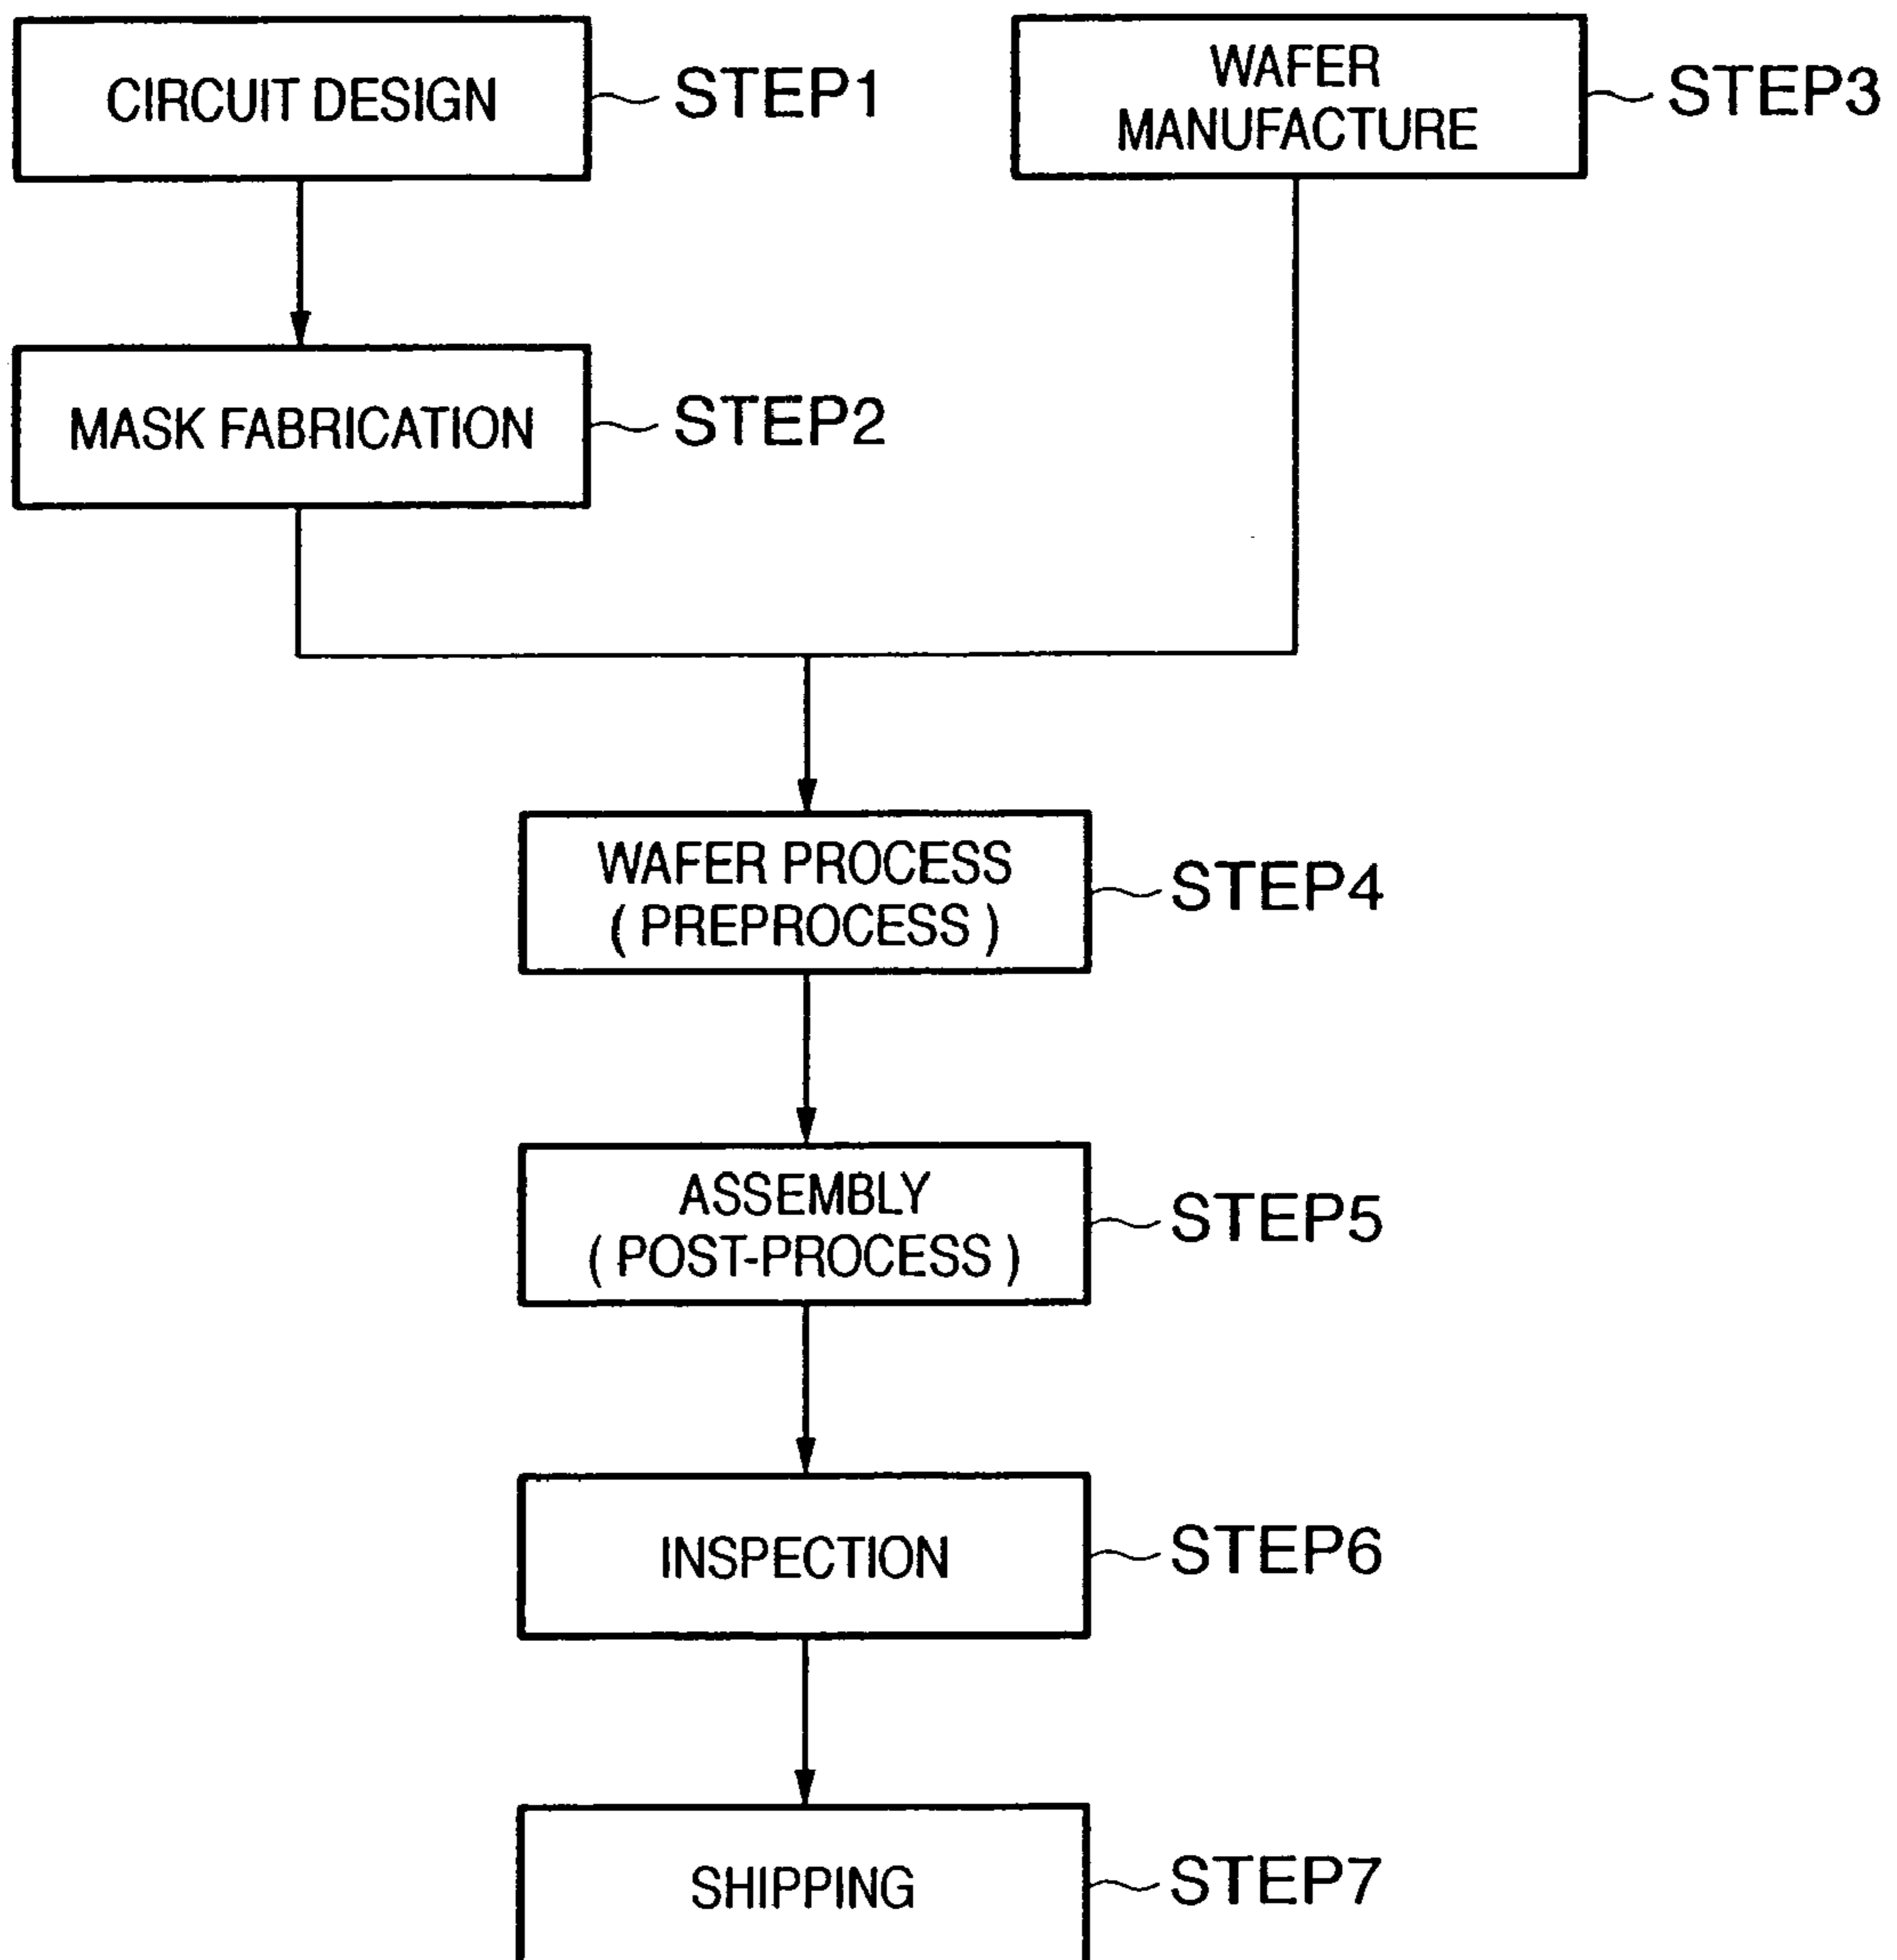 CIRCUIT DESIGN
STEP1
WAFER
MANUFACTURE
STEP3
MASK FABRICATION
STEP2
WAFER PROCESS
( PREPROCESS )
STEP4
ASSEMBLY
( POST-PROCESS )
STEP5
INSPECTION
STEP6
SHIPPING
STEP7